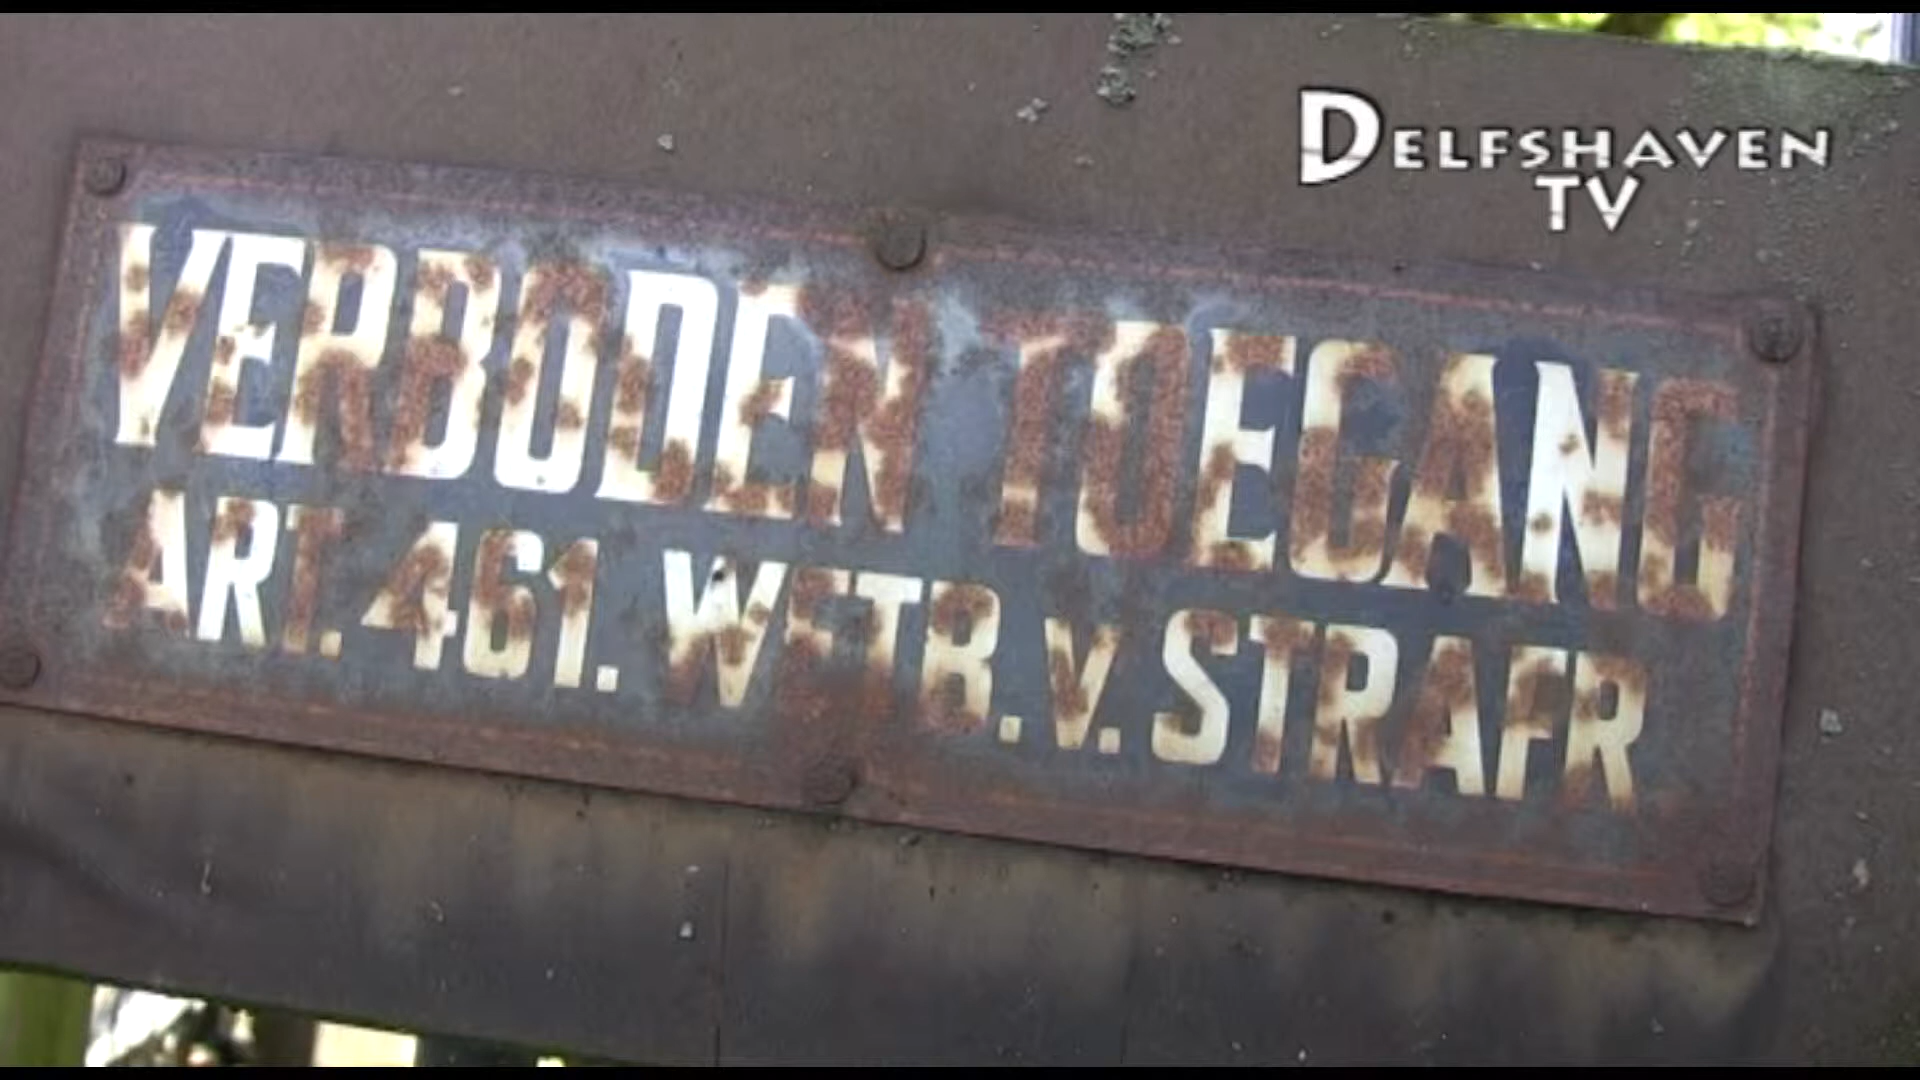 DELFSHAVEN
TV
VERBODEN TOEGANG
ART. 461. WETB. V. STRAFR